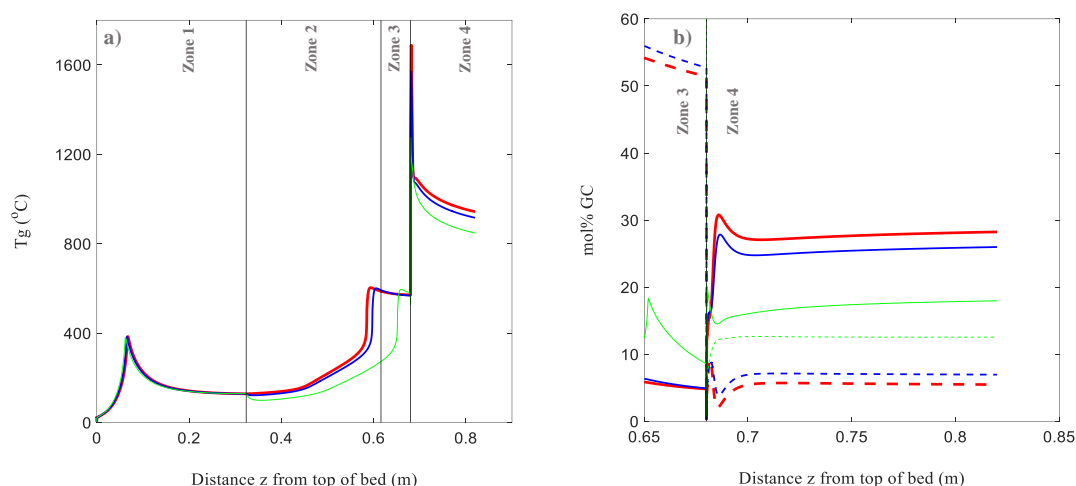 a)
Zone 1
Zone 2
Zone 3
Zone 4
1600
1200
800
400
0
Tg (°C)
0
0.2
0.4
0.6
0.8
Distance z from top of bed (m)
b)
Zone 3
Zone 4
60
50
40
30
20
10
0
mol% GC
0.65
0.7
0.75
0.8
0.85
Distance z from top of bed (m)